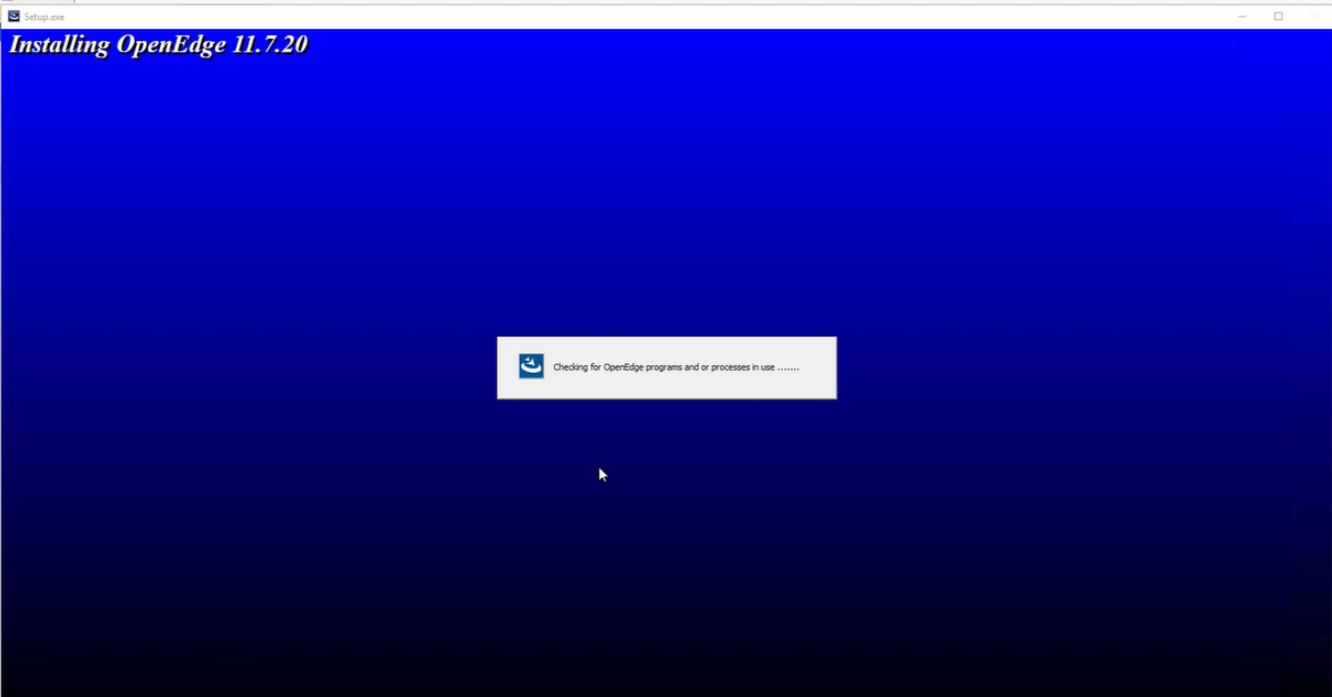 Setup.exe
Installing OpenEdge 11.7.20
Checking for OpenEdge programs and or processes in use .......